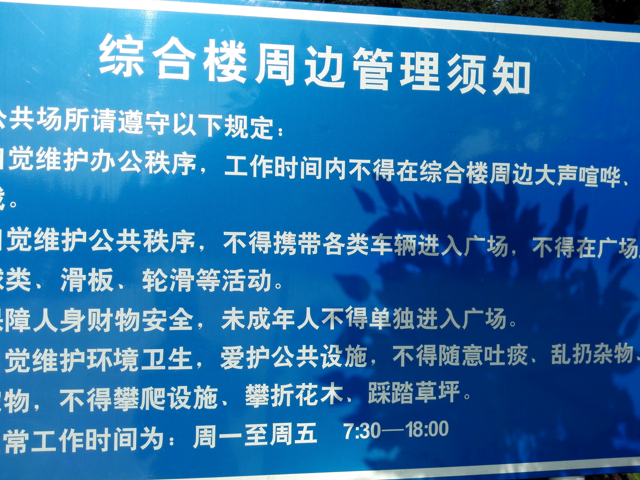 综合楼周边管理须知
公共场所请遵守以下规定：
自觉维护办公秩序，工作时间内不得在综合楼周边大声喧哗、
自觉维护公共秩序，不得携带各类车辆进入广场，不得在广场
球类、滑板、轮滑等活动。
保障人身财物安全，未成年人不得单独进入广场。
自觉维护环境卫生，爱护公共设施，不得随意吐痰、乱扔杂物、
物，不得攀爬设施、攀折花木、踩踏草坪。
常工作时间为：周一至周五 7:30—18:00